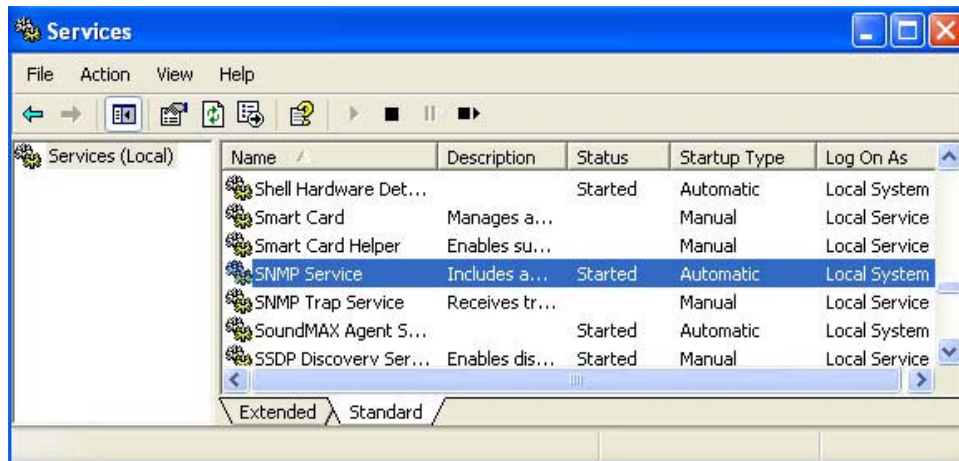 Services
File Action View Help
Services (Local)
Name Description Status Startup Type Log On As
Shell Hardware Det... Started Automatic Local System
Smart Card Manages a... Manual Local Service
Smart Card Helper Enables su... Manual Local Service
SNMP Service Includes a... Started Automatic Local System
SNMP Trap Service Receives tr... Manual Local Service
SoundMAX Agent S... Started Automatic Local System
SSDP Discovery Ser... Enables dis... Started Manual Local Service
Extended Standard